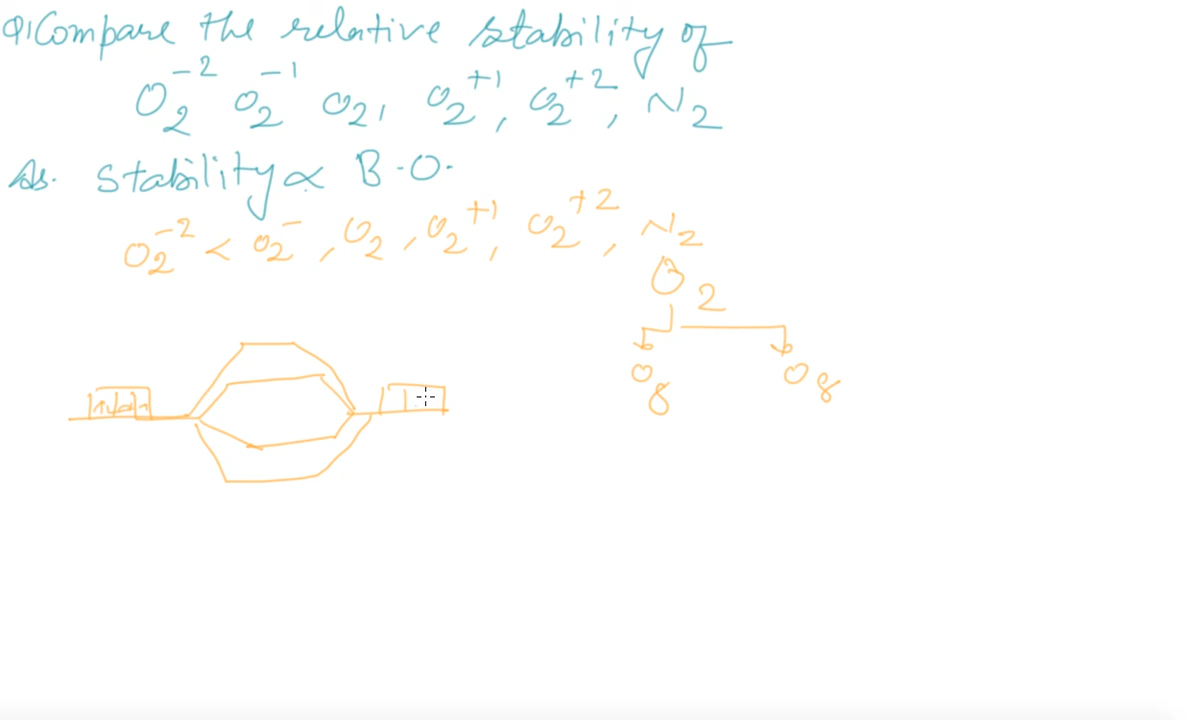 Q1 Compare the relative stability of
O₂⁻² O₂⁻¹ O₂, O₂⁺¹, O₂⁺², N₂
As. Stability ∝ B.O.
O₂⁻² < O₂⁻, O₂, O₂⁺¹, O₂⁺², N₂
O₂
O₈ O₈